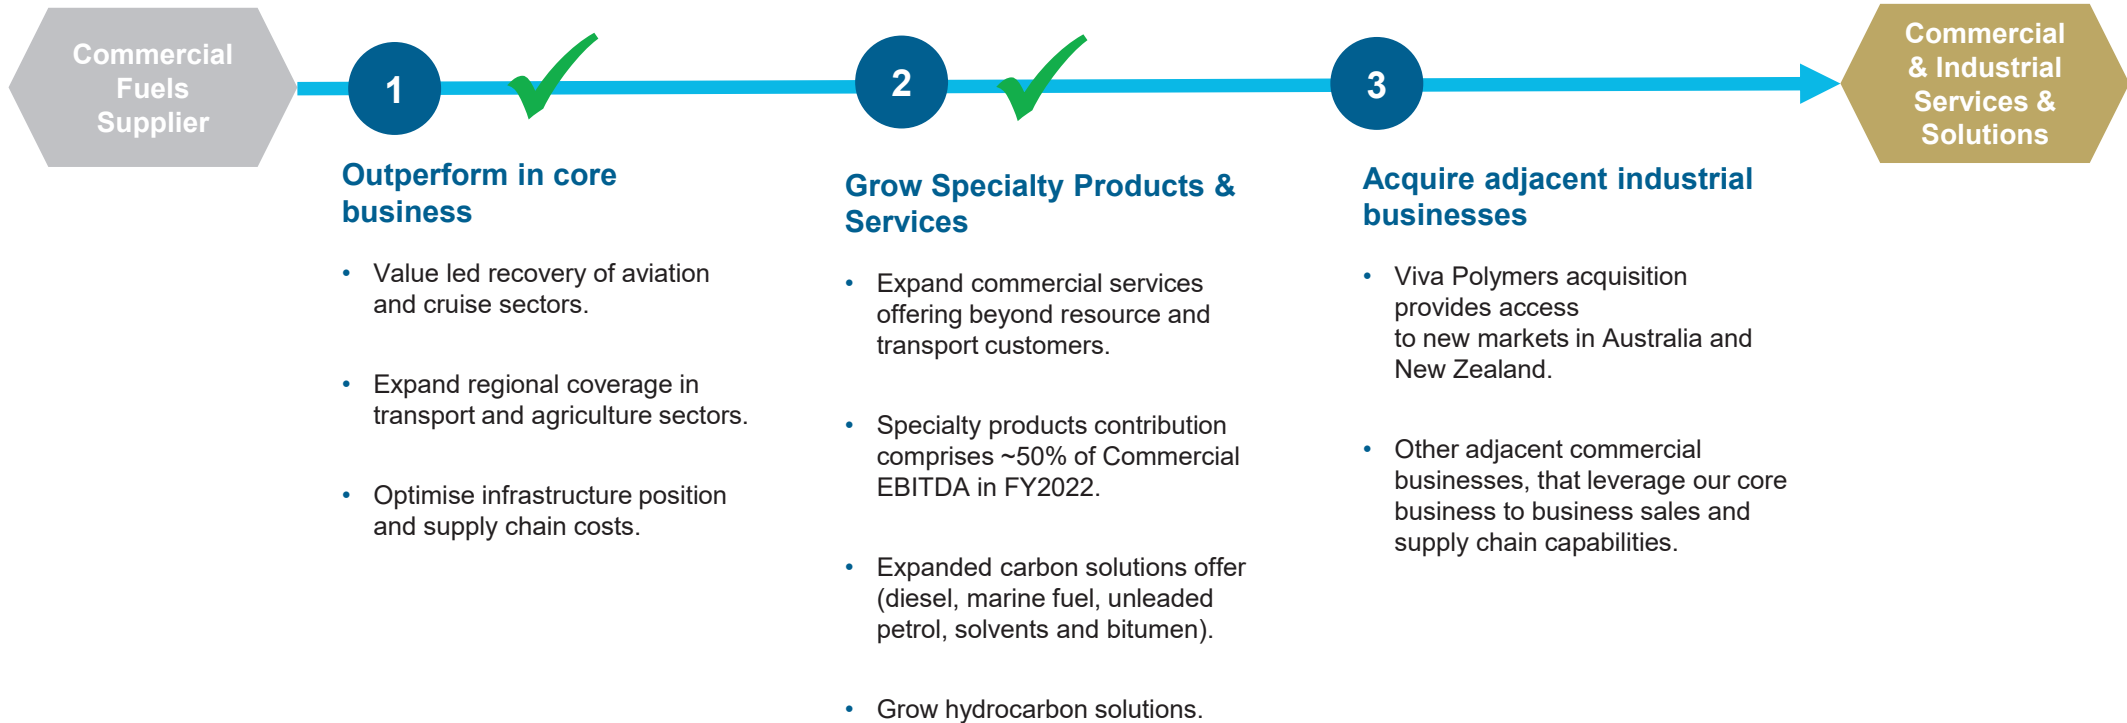 Commercial
Fuels
Supplier
1
2
3
Commercial
& Industrial
Services &
Solutions
Outperform in core
business
• Value led recovery of aviation
and cruise sectors.
• Expand regional coverage in
transport and agriculture sectors.
• Optimise infrastructure position
and supply chain costs.
Grow Specialty Products &
Services
• Expand commercial services
offering beyond resource and
transport customers.
• Specialty products contribution
comprises ~50% of Commercial
EBITDA in FY2022.
• Expanded carbon solutions offer
(diesel, marine fuel, unleaded
petrol, solvents and bitumen).
• Grow hydrocarbon solutions.
Acquire adjacent industrial
businesses
• Viva Polymers acquisition
provides access
to new markets in Australia and
New Zealand.
• Other adjacent commercial
businesses, that leverage our core
business to business sales and
supply chain capabilities.